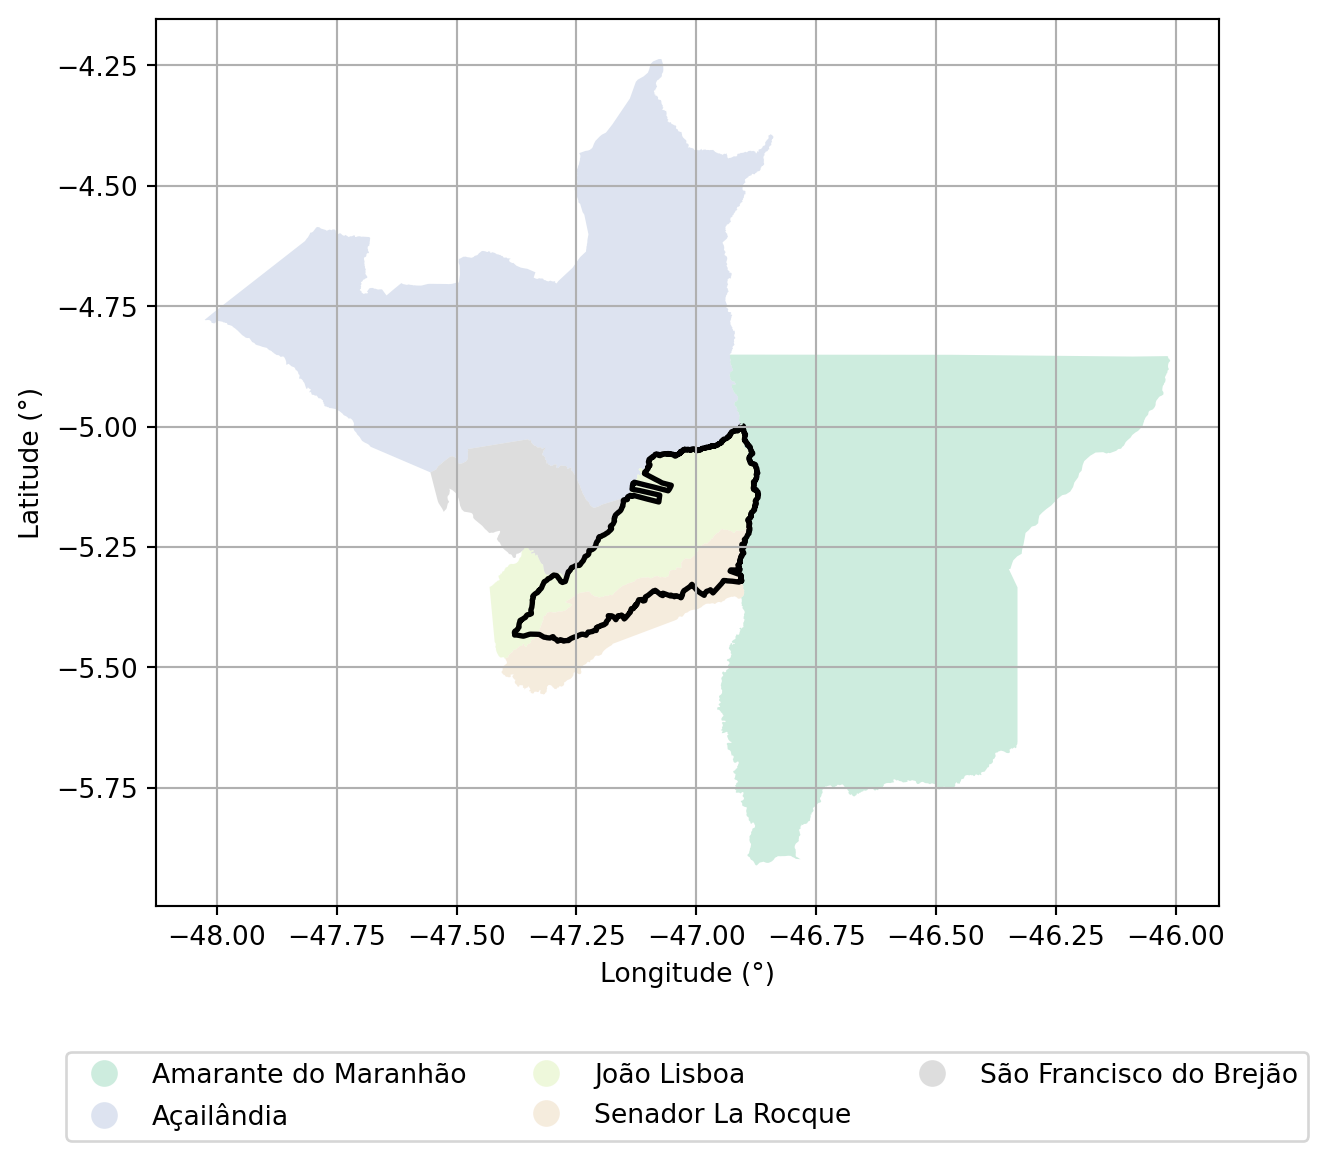 −4.25
−4.50
−4.75
−5.00
−5.25
−5.50
−5.75
Latitude (°)
−48.00 −47.75 −47.50 −47.25 −47.00 −46.75 −46.50 −46.25 −46.00
Longitude (°)
Amarante do Maranhão João Lisboa São Francisco do Brejão
Açailândia Senador La Rocque